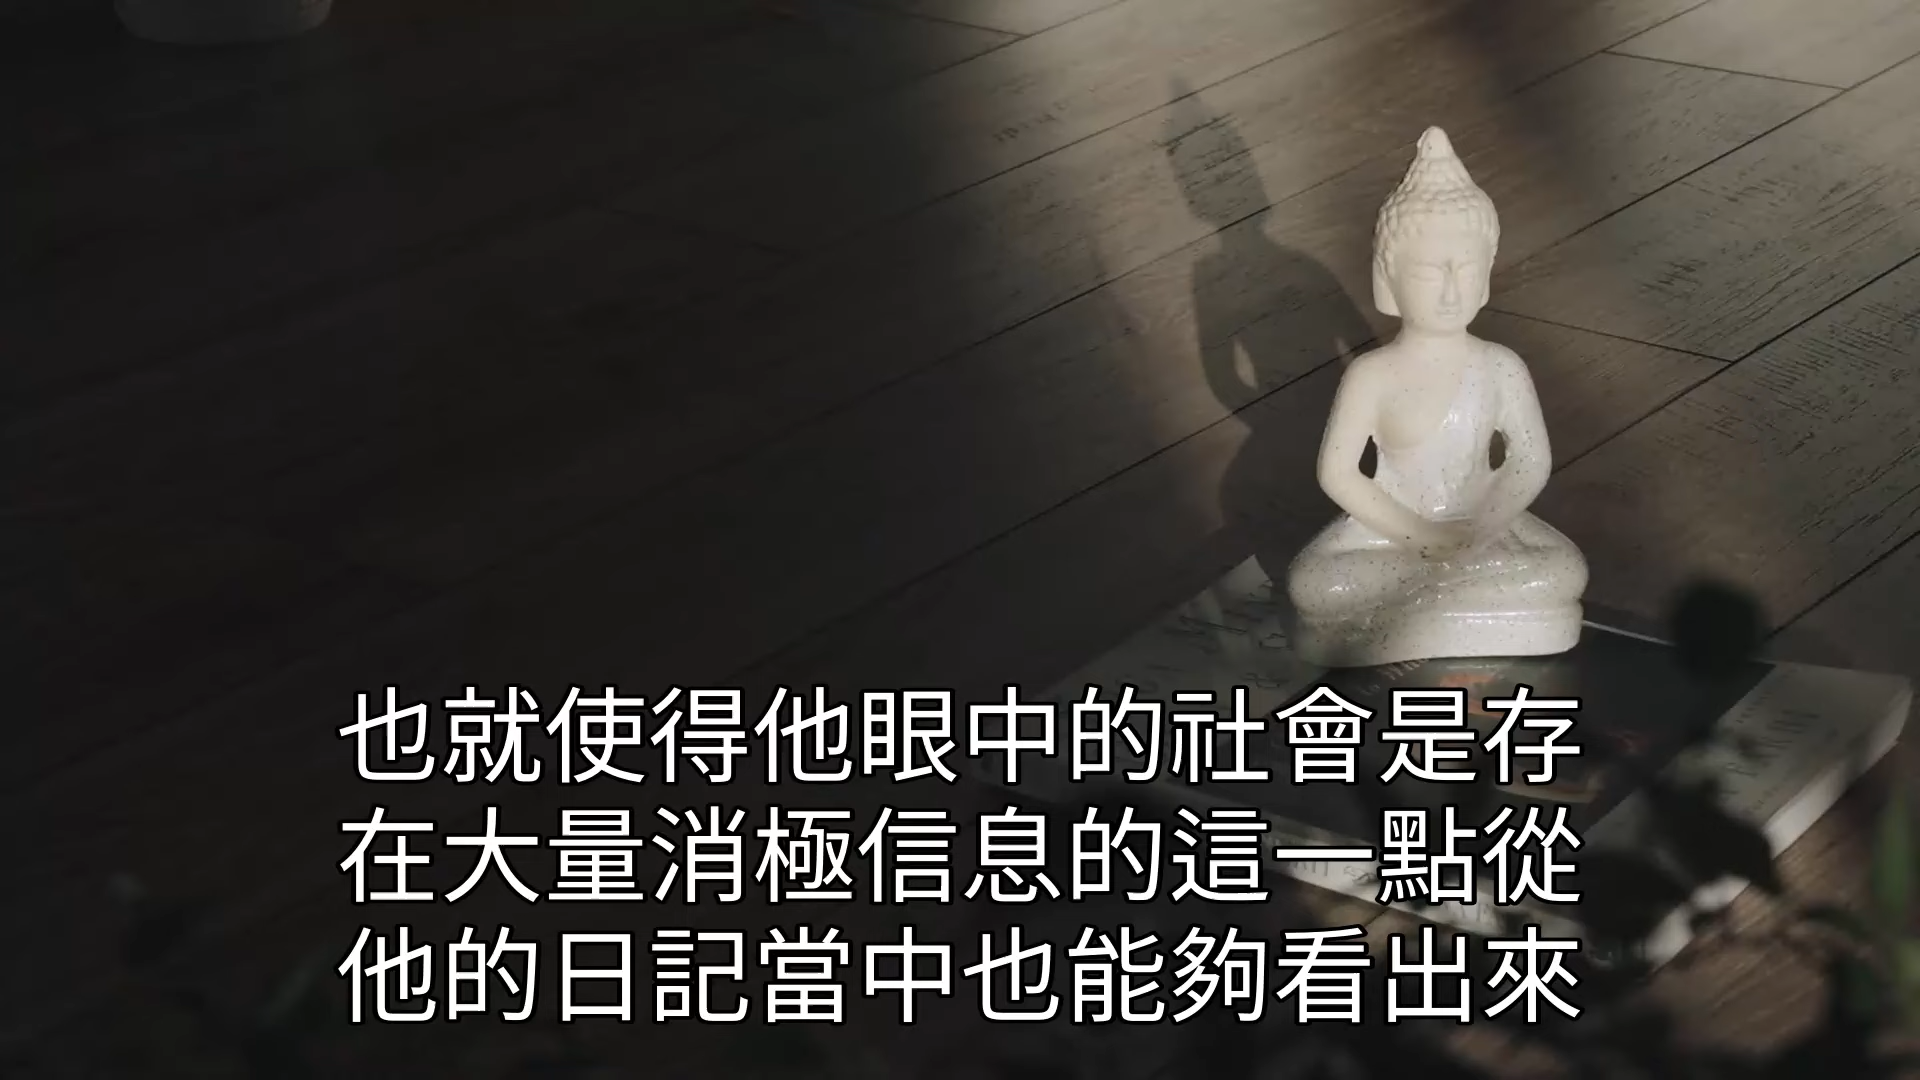 也就使得他眼中的社會是存
在大量消極信息的這一點從
他的日記當中也能夠看出來